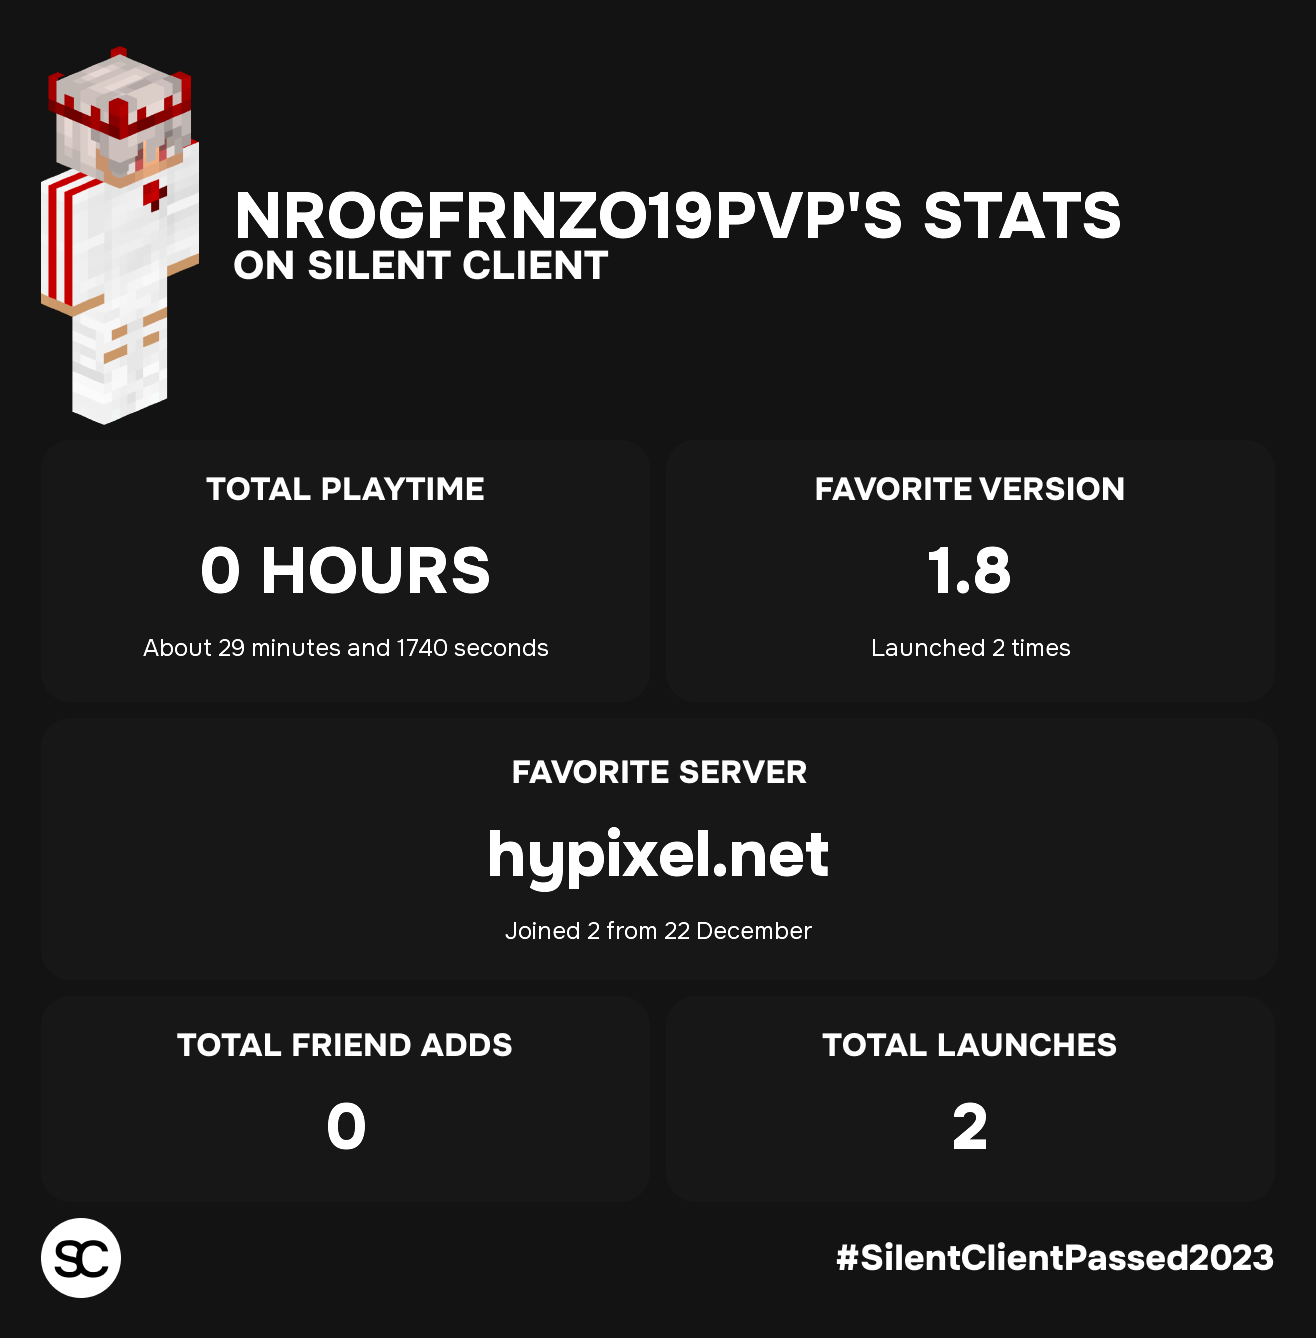 NROGFRNZO19PVP'S STATS
ON SILENT CLIENT
TOTAL PLAYTIME
0 HOURS
About 29 minutes and 1740 seconds
FAVORITE VERSION
1.8
Launched 2 times
FAVORITE SERVER
hypixel.net
Joined 2 from 22 December
TOTAL FRIEND ADDS
0
TOTAL LAUNCHES
2
SC
#SilentClientPassed2023